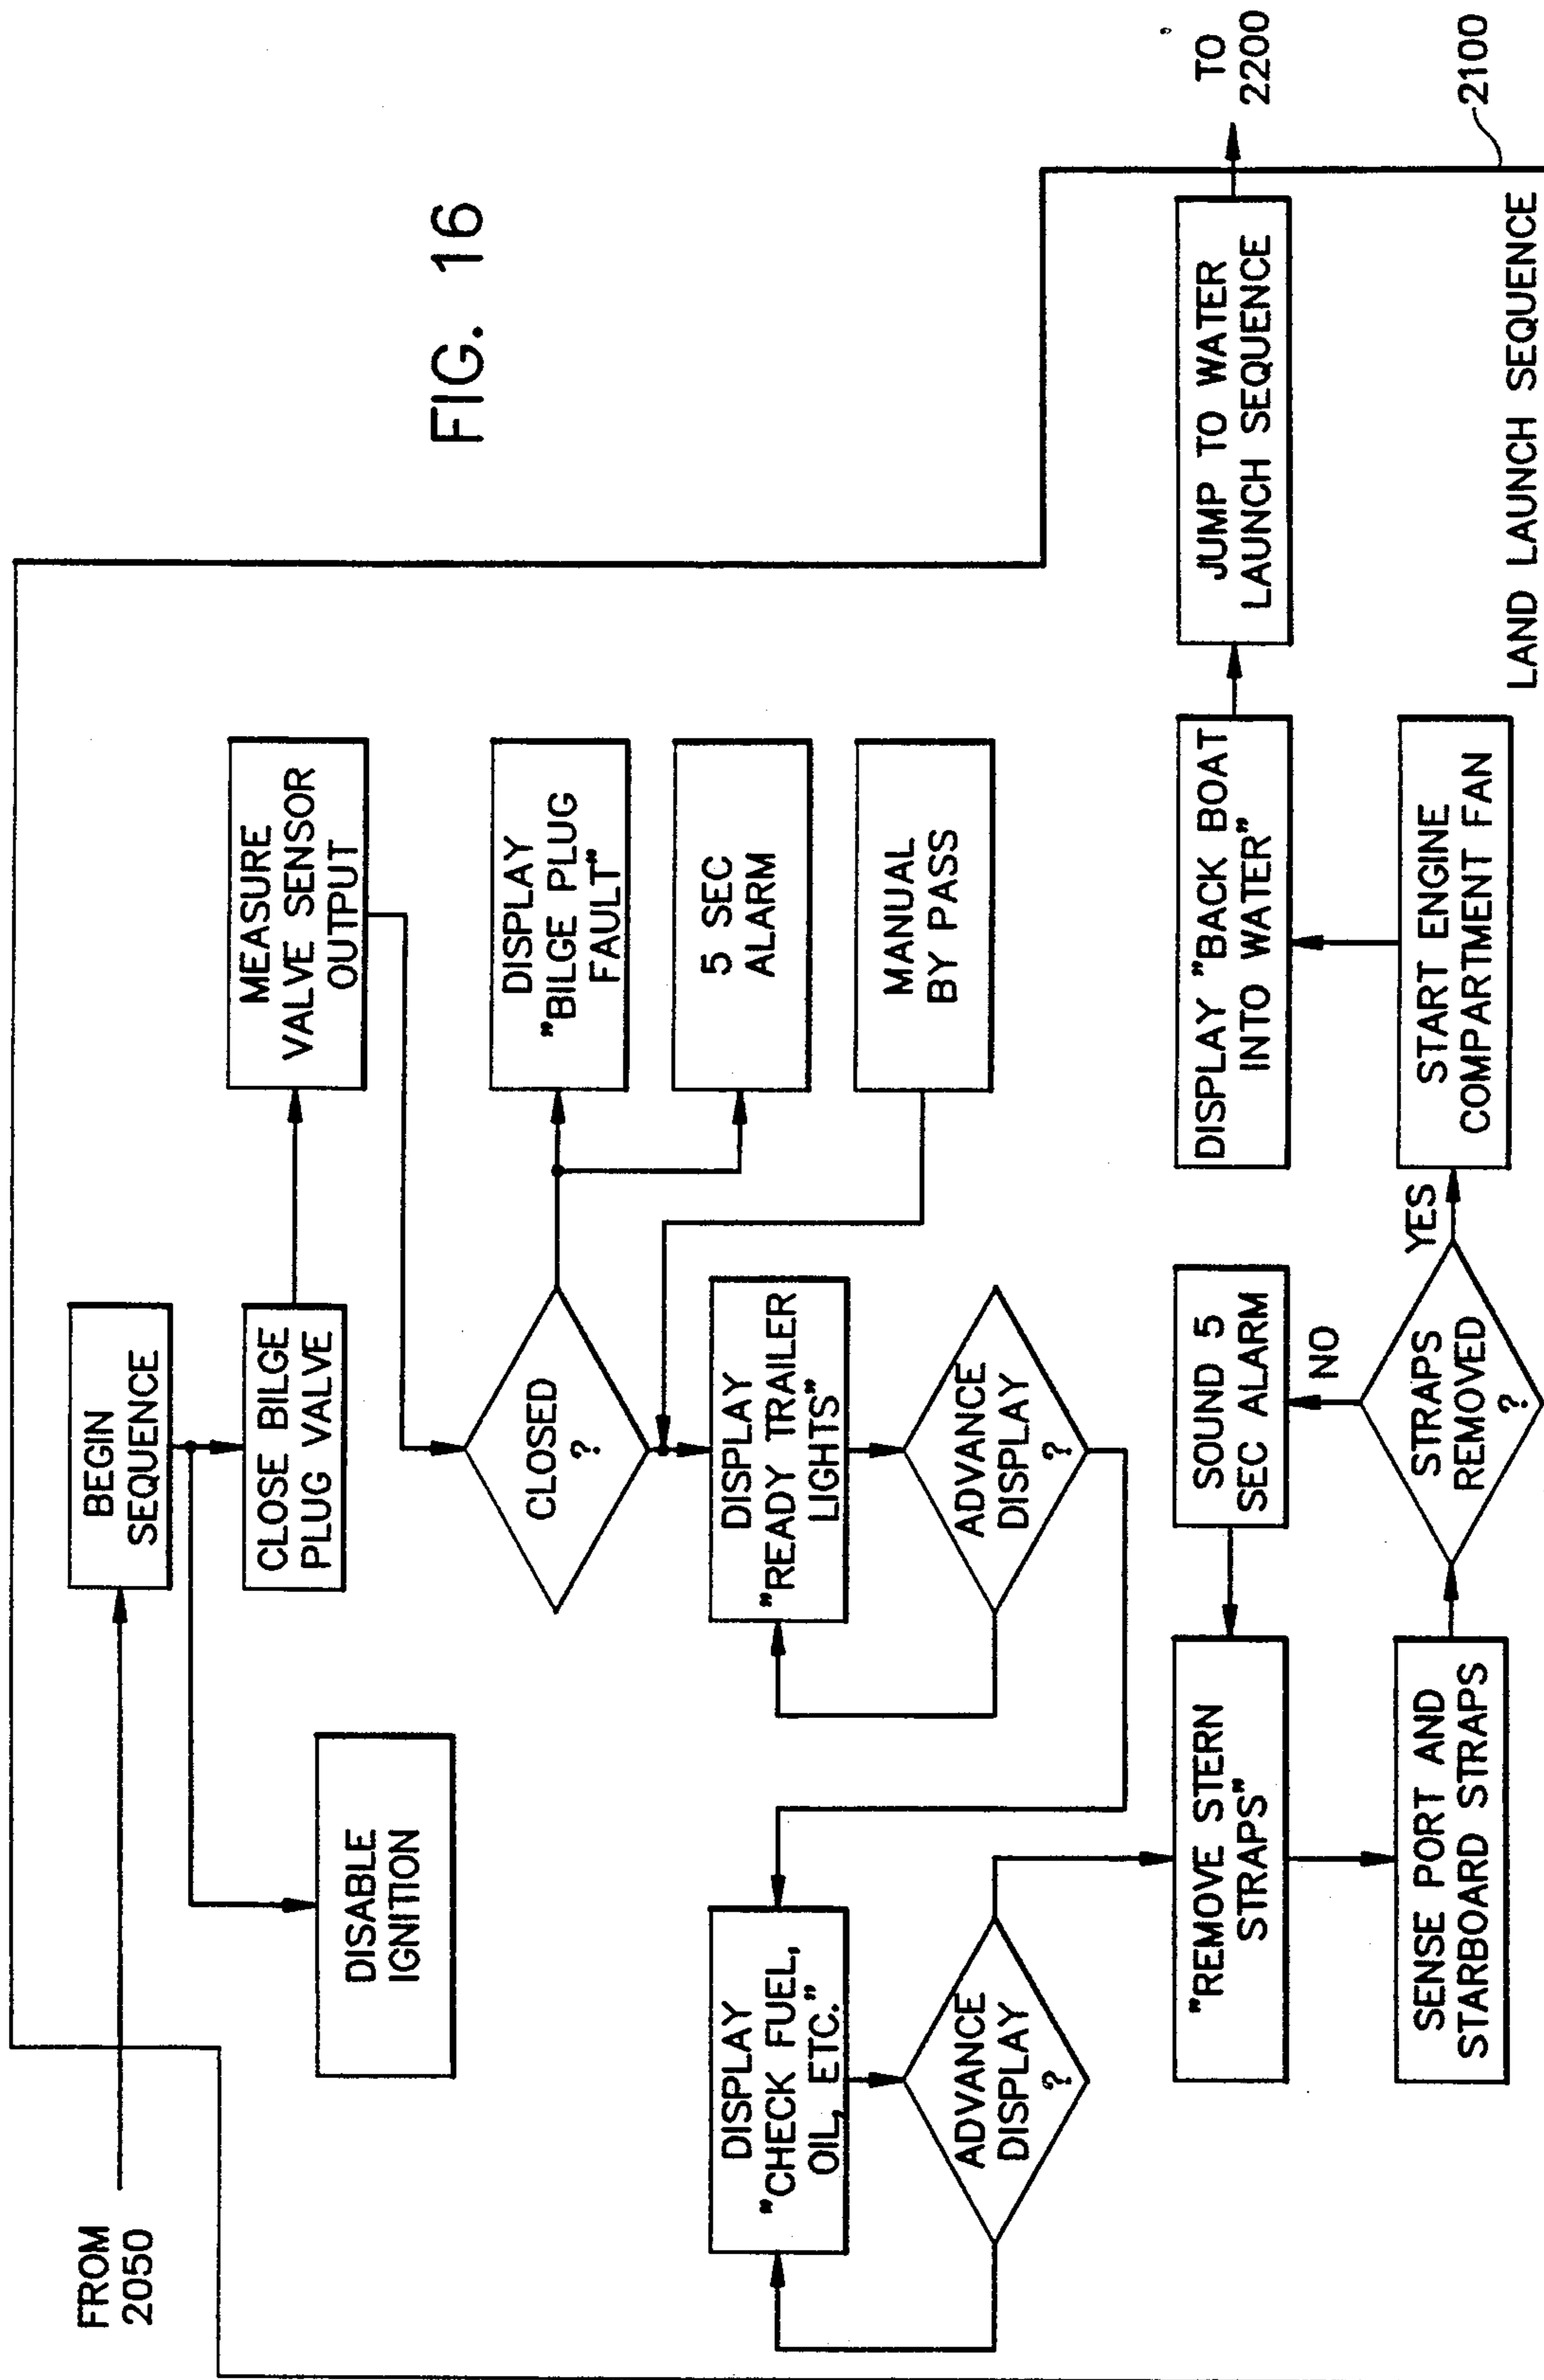 FIG. 16
FROM
2050
BEGIN
SEQUENCE
DISABLE
IGNITION
CLOSE BILGE
PLUG VALVE
MEASURE
VALVE SENSOR
OUTPUT
CLOSED
?
DISPLAY
"BILGE PLUG
FAULT"
5 SEC
ALARM
MANUAL
BY PASS
DISPLAY
"READY TRAILER
LIGHTS"
ADVANCE
DISPLAY
?
DISPLAY
"CHECK FUEL,
OIL, ETC."
ADVANCE
DISPLAY
?
"REMOVE STERN
STRAPS"
SENSE PORT AND
STARBOARD STRAPS
STRAPS
REMOVED
?
NO
SOUND 5
SEC ALARM
YES
START ENGINE
COMPARTMENT FAN
DISPLAY "BACK BOAT
INTO WATER"
JUMP TO WATER
LAUNCH SEQUENCE
TO
2200
LAND LAUNCH SEQUENCE
2100